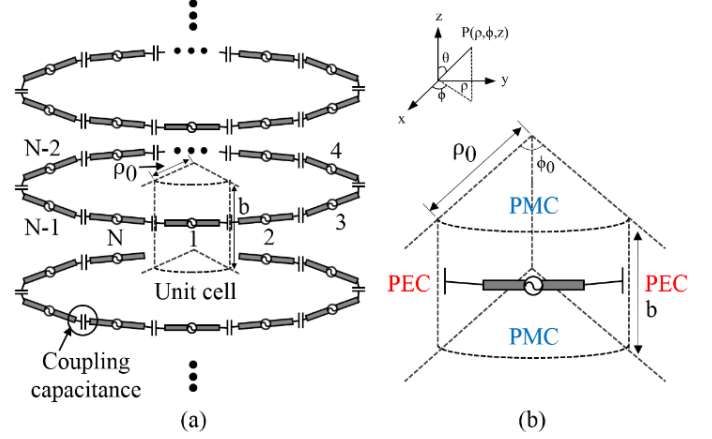 z
P(ρ,ϕ,z)
θ
y
ρ
ϕ
x
N-2
ρ0
4
b
N-1
N
1
2
3
Unit cell
Coupling
capacitance
(a)
ρ0
ϕ0
PMC
PEC
PEC
b
PMC
(b)